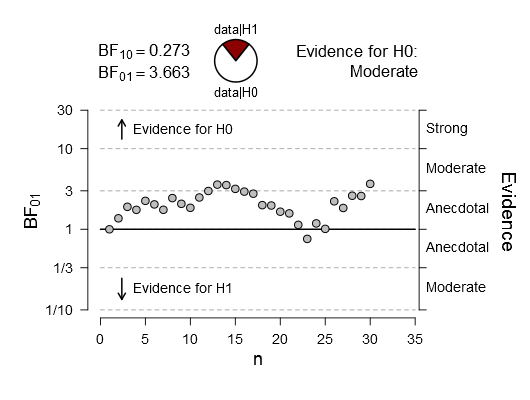 data|H1
BF10 = 0.273
BF01 = 3.663
data|H0
Evidence for H0:
Moderate
30
10
3
1
1/3
1/10
BF01
Evidence for H0
Evidence for H1
Strong
Moderate
Anecdotal
Anecdotal
Moderate
Evidence
0 5 10 15 20 25 30 35
n